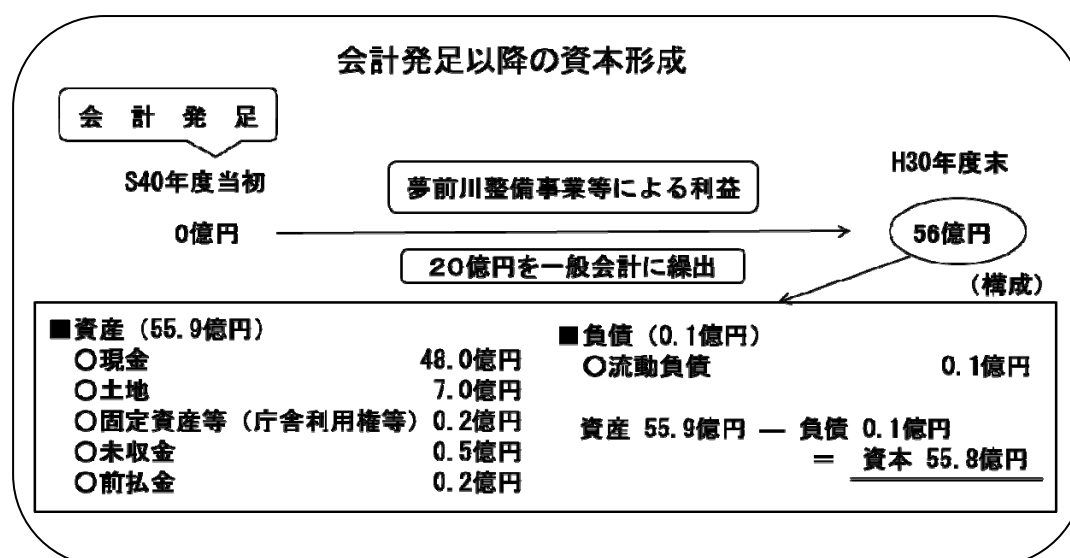 会計発足以降の資本形成
会計発足
S40年度当初
H30年度末
夢前川整備事業等による利益
0億円
56億円
20億円を一般会計に繰出
(構成)
■資産(55.9億円)
○現金 48.0億円
○土地 7.0億円
○固定資産等(庁舎利用権等)0.2億円
○未収金 0.5億円
○前払金 0.2億円
■負債(0.1億円)
○流動負債 0.1億円
資産 55.9億円 ― 負債 0.1億円
= 資本 55.8億円